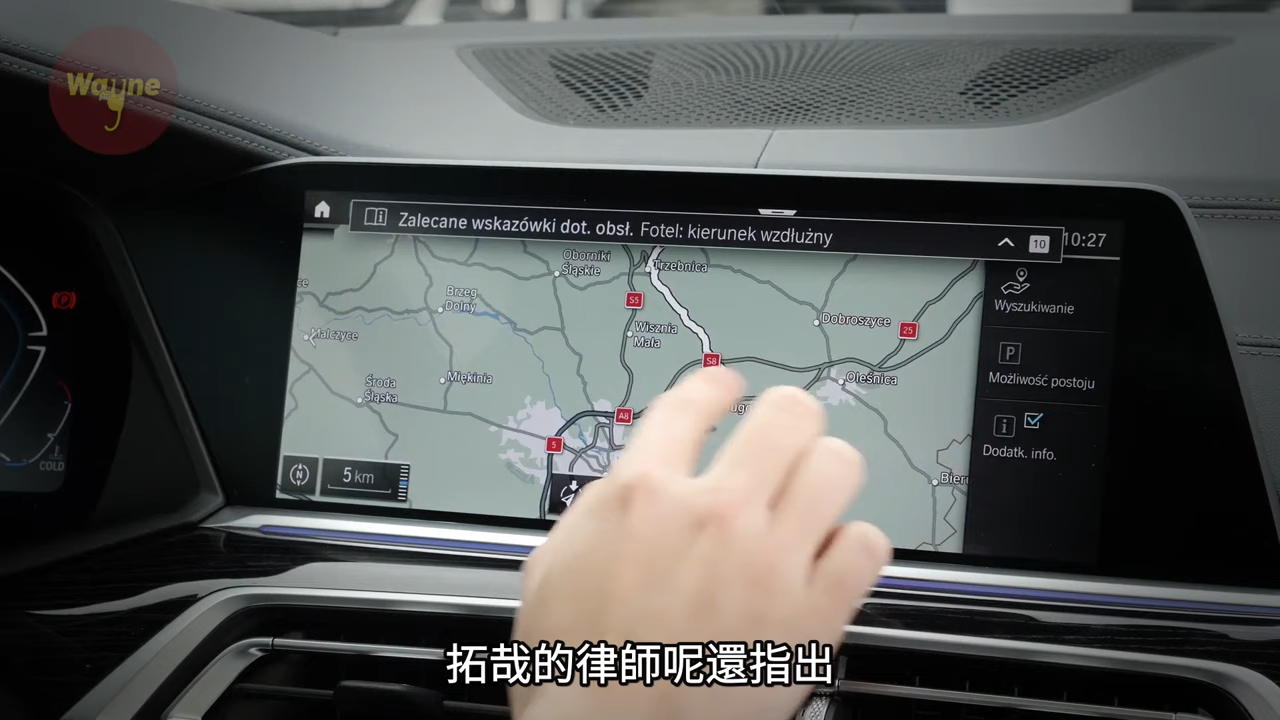 Wayne
Zalecane wskazówki dot. obsł. Fotel: kierunek wzdłużny
10
10:27
Oborniki
Śląskie
Trzebnica
Wyszukiwanie
Brzeg
Dolny
S5
Dobroszyce
25
Malczyce
Wisznia
Mała
S8
P
Możliwość postoju
Miękinia
Oleśnica
Środa
Śląska
A8
5
Dodatk. info.
N
5 km
COLD
拓哉的律師呢還指出